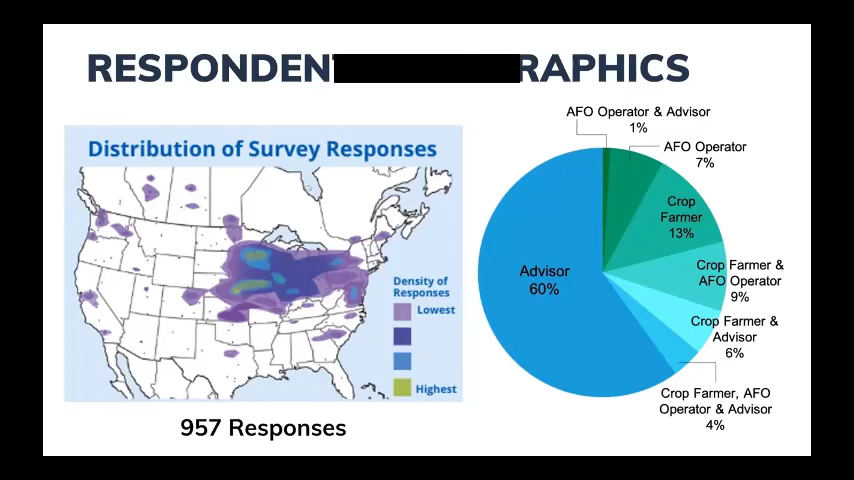 RESPONDEN RAPHICS
Distribution of Survey Responses
Density of
Responses
Lowest
Highest
957 Responses
AFO Operator & Advisor
1%
AFO Operator
7%
Crop
Farmer
13%
Crop Farmer &
AFO Operator
9%
Crop Farmer &
Advisor
6%
Crop Farmer, AFO
Operator & Advisor
4%
Advisor
60%